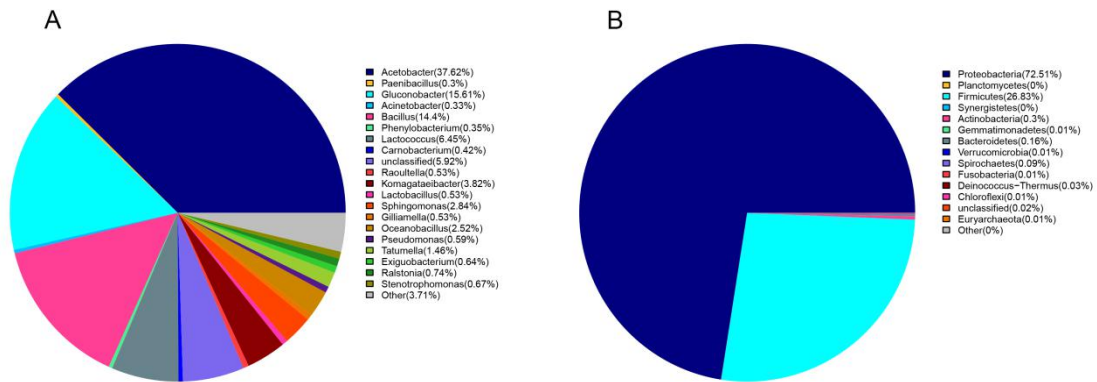 A
Acetobacter(37.62%)
Paenibacillus(0.3%)
Gluconobacter(15.61%)
Acinetobacter(0.33%)
Bacillus(14.4%)
Phenylobacterium(0.35%)
Lactococcus(6.45%)
Carnobacterium(0.42%)
unclassified(5.92%)
Raoultella(0.53%)
Komagataeibacter(3.82%)
Lactobacillus(0.53%)
Sphingomonas(2.84%)
Gilliamella(0.53%)
Oceanobacillus(2.52%)
Pseudomonas(0.59%)
Tatumella(1.46%)
Exiguobacterium(0.64%)
Ralstonia(0.74%)
Stenotrophomonas(0.67%)
Other(3.71%)
B
Proteobacteria(72.51%)
Planctomycetes(0%)
Firmicutes(26.83%)
Synergistetes(0%)
Actinobacteria(0.3%)
Gemmatimonadetes(0.01%)
Bacteroidetes(0.16%)
Verrucomicrobia(0.01%)
Spirochaetes(0.09%)
Fusobacteria(0.01%)
Deinococcus−Thermus(0.03%)
Chloroflexi(0.01%)
unclassified(0.02%)
Euryarchaeota(0.01%)
Other(0%)